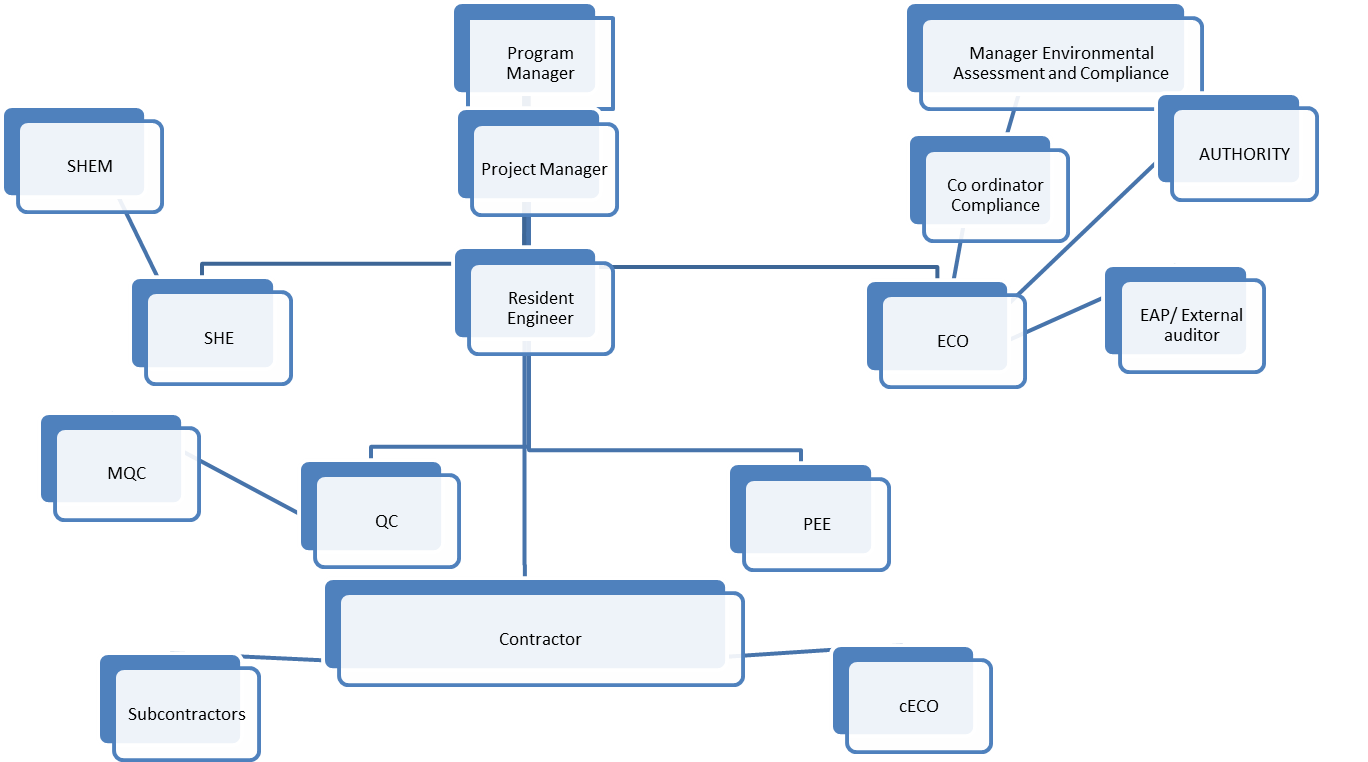 Program
Manager
Manager Environmental
Assessment and Compliance
SHEM
Project Manager
AUTHORITY
Co ordinator
Compliance
Resident
Engineer
SHE
ECO
EAP/ External
auditor
MQC
QC
PEE
Contractor
Subcontractors
cECO